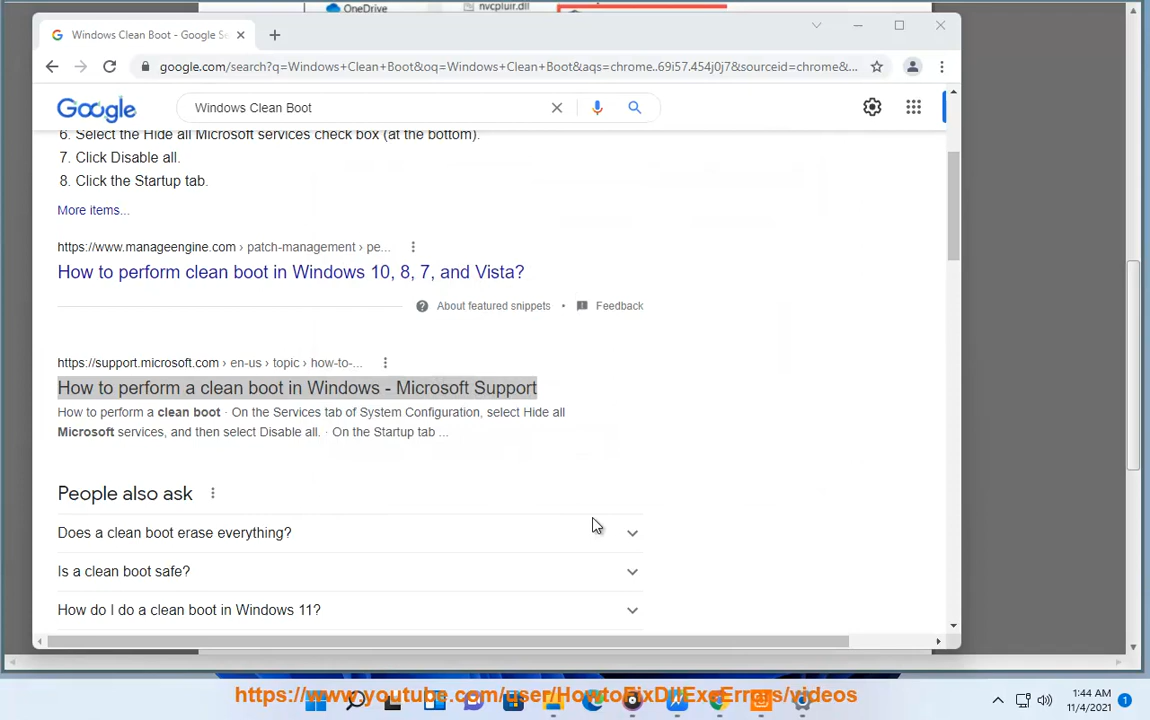 OneDrive
nvcpluir.dll
Windows Clean Boot - Google Se
google.com/search?q=Windows+Clean+Boot&oq=Windows+Clean+Boot&aqs=chrome..69i57.454j0j7&sourceid=chrome&...
Google
Windows Clean Boot
6. Select the Hide all Microsoft services check box (at the bottom).
7. Click Disable all.
8. Click the Startup tab.
More items...
https://www.manageengine.com › patch-management › pe...
How to perform clean boot in Windows 10, 8, 7, and Vista?
About featured snippets • Feedback
https://support.microsoft.com › en-us › topic › how-to-...
How to perform a clean boot in Windows - Microsoft Support
How to perform a clean boot · On the Services tab of System Configuration, select Hide all
Microsoft services, and then select Disable all. · On the Startup tab ...
People also ask
Does a clean boot erase everything?
Is a clean boot safe?
How do I do a clean boot in Windows 11?
https://www.youtube.com/user/HowtoFixDllExeErrors/videos
1:44 AM
11/4/2021
1